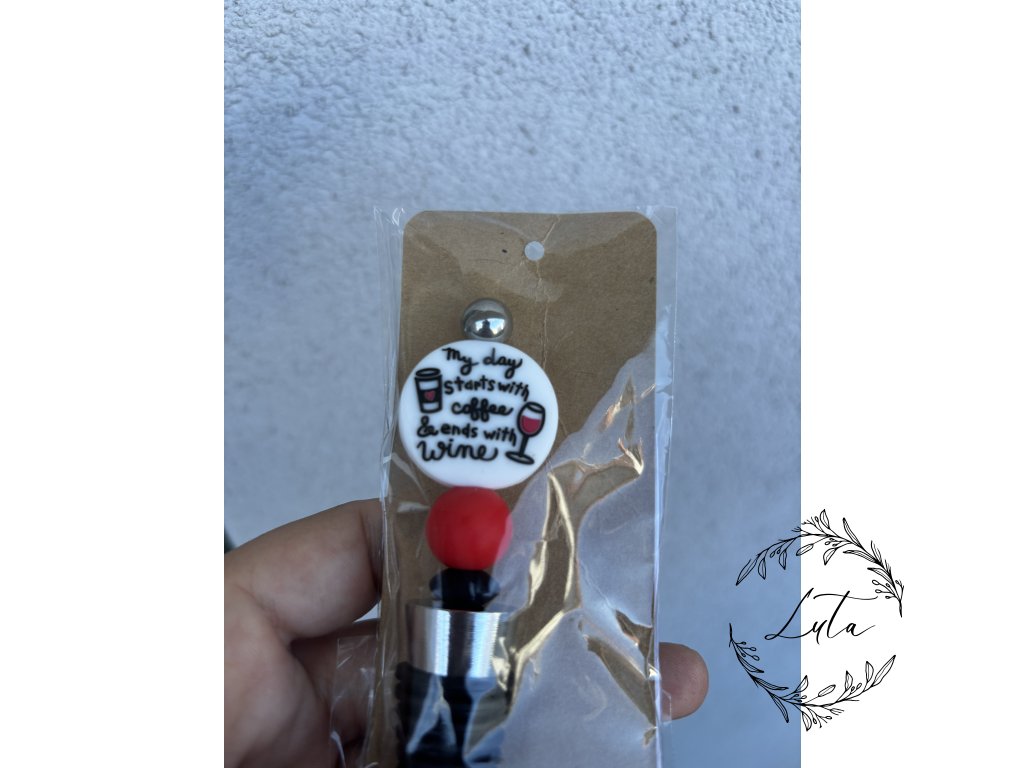 My day
starts with
coffee
& ends with
wine
Luta